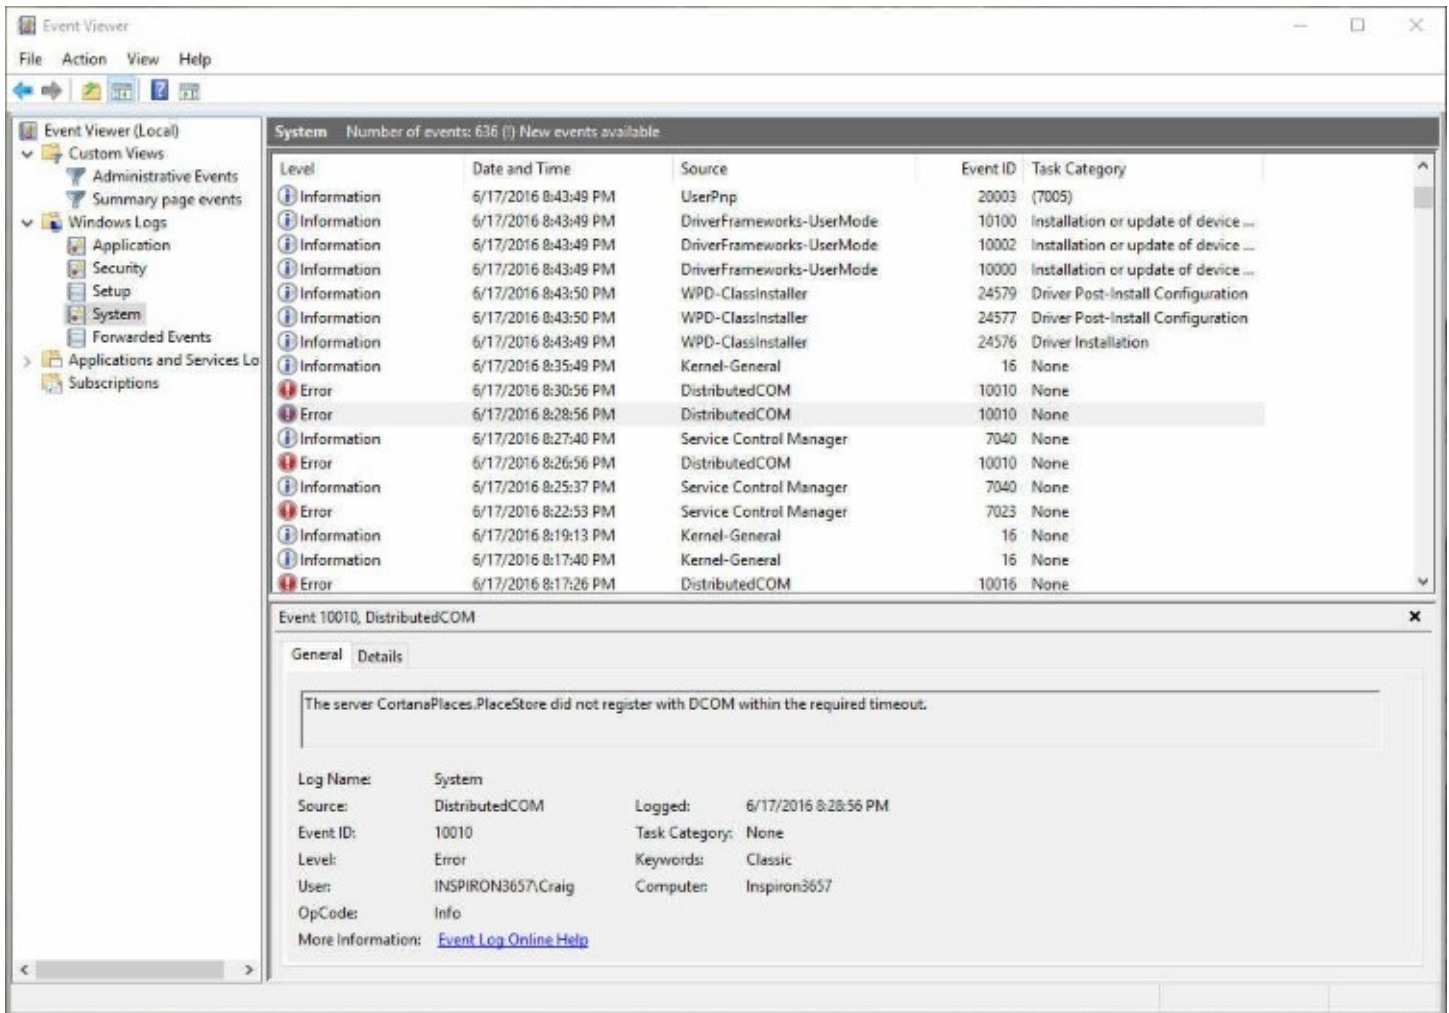 Event Viewer
File Action View Help
Event Viewer (Local)
Custom Views
Administrative Events
Summary page events
Windows Logs
Application
Security
Setup
System
Forwarded Events
Applications and Services Lo
Subscriptions
System Number of events: 636 (!) New events available
Level Date and Time Source Event ID Task Category
Information 6/17/2016 8:43:49 PM UserPnp 20003 (7005)
Information 6/17/2016 8:43:49 PM DriverFrameworks-UserMode 10100 Installation or update of device ...
Information 6/17/2016 8:43:49 PM DriverFrameworks-UserMode 10002 Installation or update of device ...
Information 6/17/2016 8:43:49 PM DriverFrameworks-UserMode 10000 Installation or update of device ...
Information 6/17/2016 8:43:50 PM WPD-ClassInstaller 24579 Driver Post-Install Configuration
Information 6/17/2016 8:43:50 PM WPD-ClassInstaller 24577 Driver Post-Install Configuration
Information 6/17/2016 8:43:49 PM WPD-ClassInstaller 24576 Driver Installation
Information 6/17/2016 8:35:49 PM Kernel-General 16 None
Error 6/17/2016 8:30:56 PM DistributedCOM 10010 None
Error 6/17/2016 8:28:56 PM DistributedCOM 10010 None
Information 6/17/2016 8:27:40 PM Service Control Manager 7040 None
Error 6/17/2016 8:26:56 PM DistributedCOM 10010 None
Information 6/17/2016 8:25:37 PM Service Control Manager 7040 None
Error 6/17/2016 8:22:53 PM Service Control Manager 7023 None
Information 6/17/2016 8:19:13 PM Kernel-General 16 None
Information 6/17/2016 8:17:40 PM Kernel-General 16 None
Error 6/17/2016 8:17:26 PM DistributedCOM 10016 None
Event 10010, DistributedCOM
General Details
The server CortanaPlaces.PlaceStore did not register with DCOM within the required timeout.
Log Name: System
Source: DistributedCOM Logged: 6/17/2016 8:28:56 PM
Event ID: 10010 Task Category: None
Level: Error Keywords: Classic
User: INSPIRON3657\Craig Computer: Inspiron3657
OpCode: Info
More Information: Event Log Online Help